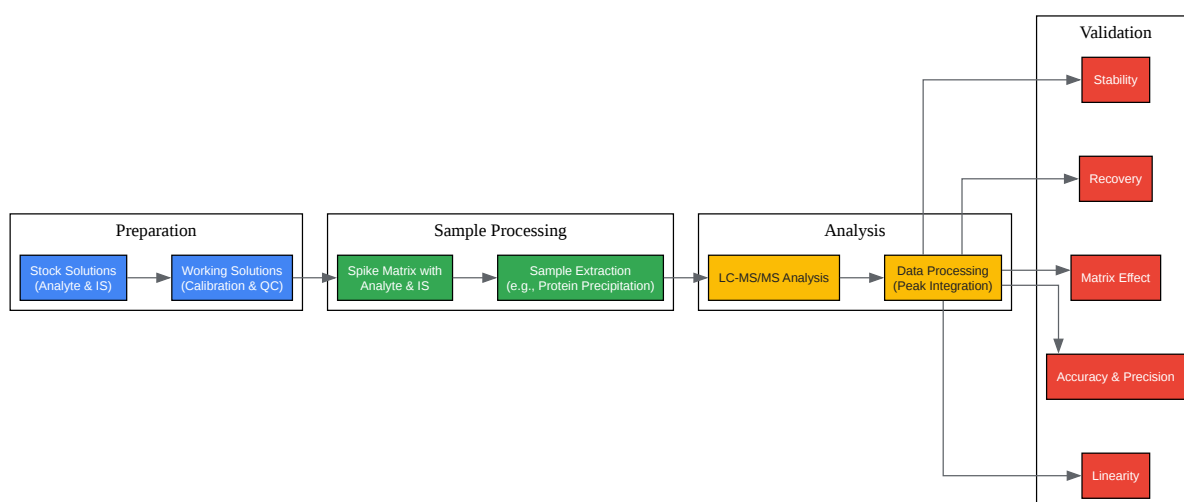 Preparation
Stock Solutions
(Analyte & IS)
Working Solutions
(Calibration & QC)
Sample Processing
Spike Matrix with
Analyte & IS
Sample Extraction
(e.g., Protein Precipitation)
Analysis
LC-MS/MS Analysis
Data Processing
(Peak Integration)
Validation
Stability
Recovery
Matrix Effect
Accuracy & Precision
Linearity